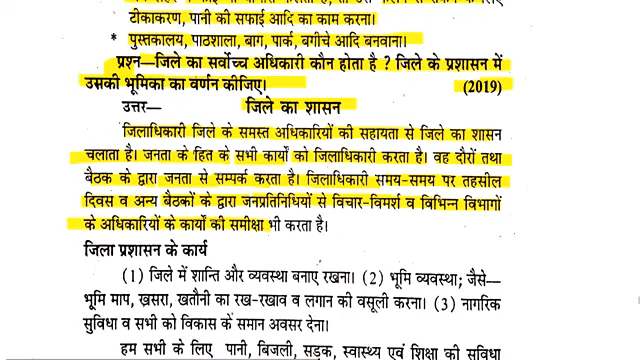 टीकाकरण, पानी की सफाई आदि का काम करना।
* पुस्तकालय, पाठशाला, बाग, पार्क, बगीचे आदि बनवाना।
प्रश्न—जिले का सर्वोच्च अधिकारी कौन होता है ? जिले के प्रशासन में
उसकी भूमिका का वर्णन कीजिए। (2019)
उत्तर— जिले का शासन
जिलाधिकारी जिले के समस्त अधिकारियों की सहायता से जिले का शासन
चलाता है। जनता के हित के सभी कार्यों को जिलाधिकारी करता है। वह दौरों तथा
बैठक के द्वारा जनता से सम्पर्क करता है। जिलाधिकारी समय-समय पर तहसील
दिवस व अन्य बैठकों के द्वारा जनप्रतिनिधियों से विचार-विमर्श व विभिन्न विभागों
के अधिकारियों के कार्यों की समीक्षा भी करता है।
जिला प्रशासन के कार्य
(1) जिले में शान्ति और व्यवस्था बनाए रखना। (2) भूमि व्यवस्था; जैसे—
भूमि माप, खसरा, खतौनी का रख-रखाव व लगान की वसूली करना। (3) नागरिक
सुविधा व सभी को विकास के समान अवसर देना।
हम सभी के लिए पानी, बिजली, सड़क, स्वास्थ्य एवं शिक्षा की सुविधा